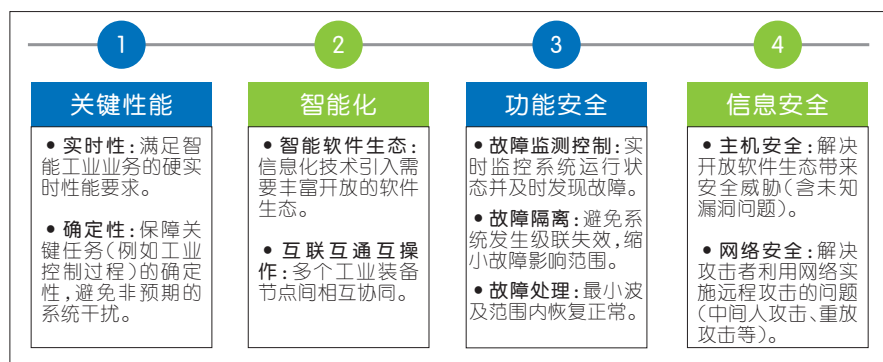 1
关键性能
• 实时性:满足智
能工业业务的硬实
时性能要求。
• 确定性:保障关
键任务(例如工业
控制过程)的确定
性,避免非预期的
系统干扰。
2
智能化
• 智能软件生态:
信息化技术引入需
要丰富开放的软件
生态。
• 互联互通互操
作:多个工业装备
节点间相互协同。
3
功能安全
• 故障监测控制:实
时监控系统运行状
态并及时发现故障。
• 故障隔离:避免系
统发生级联失效,缩
小故障影响范围。
• 故障处理:最小波
及范围内恢复正常。
4
信息安全
• 主机安全:解决
开放软件生态带来
安全威胁(含未知
漏洞问题)。
• 网络安全:解决
攻击者利用网络实
施远程攻击的问题
(中间人攻击、重放
攻击等)。